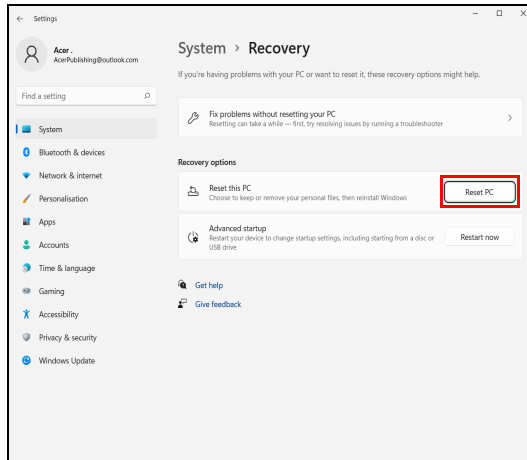 Settings
Acer .
AcerPublishing@outlook.com
Find a setting
System
Bluetooth & devices
Network & internet
Personalisation
Apps
Accounts
Time & language
Gaming
Accessibility
Privacy & security
Windows Update
System > Recovery
If you're having problems with your PC or want to reset it, these recovery options might help.
Fix problems without resetting your PC
Resetting can take a while — first, try resolving issues by running a troubleshooter
Recovery options
Reset this PC
Choose to keep or remove your personal files, then reinstall Windows
Reset PC
Advanced startup
Restart your device to change startup settings, including starting from a disc or
USB drive
Restart now
Get help
Give feedback